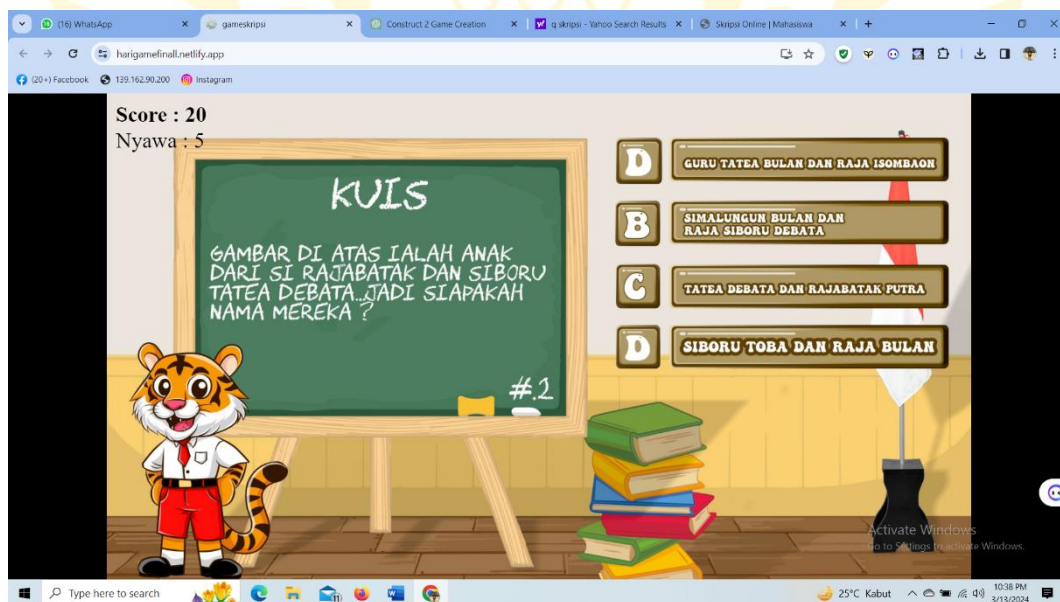 (16) WhatsApp
gameskripsi
Construct 2 Game Creation
q skripsi - Yahoo Search Results
Skripsi Online | Mahasiswa
harigamefinall.netlify.app
(20+) Facebook
139.162.90.200
Instagram
Score : 20
Nyawa : 5
KUIS
GAMBAR DI ATAS IALAH ANAK
DARI SI RAJABATAK DAN SIBORU
TATEA DEBATA...JADI SIAPAKAH
NAMA MEREKA ?
#.2
D
GURU TATEA BULAN DAN RAJA ISOMBAON
B
SIMALUNGUN BULAN DAN
RAJA SIBORU DEBATA
C
TATEA DEBATA DAN RAJABATAK PUTRA
D
SIBORU TOBA DAN RAJA BULAN
Activate Windows
Go to Settings to activate Windows.
Type here to search
25°C Kabut
10:38 PM
3/13/2024